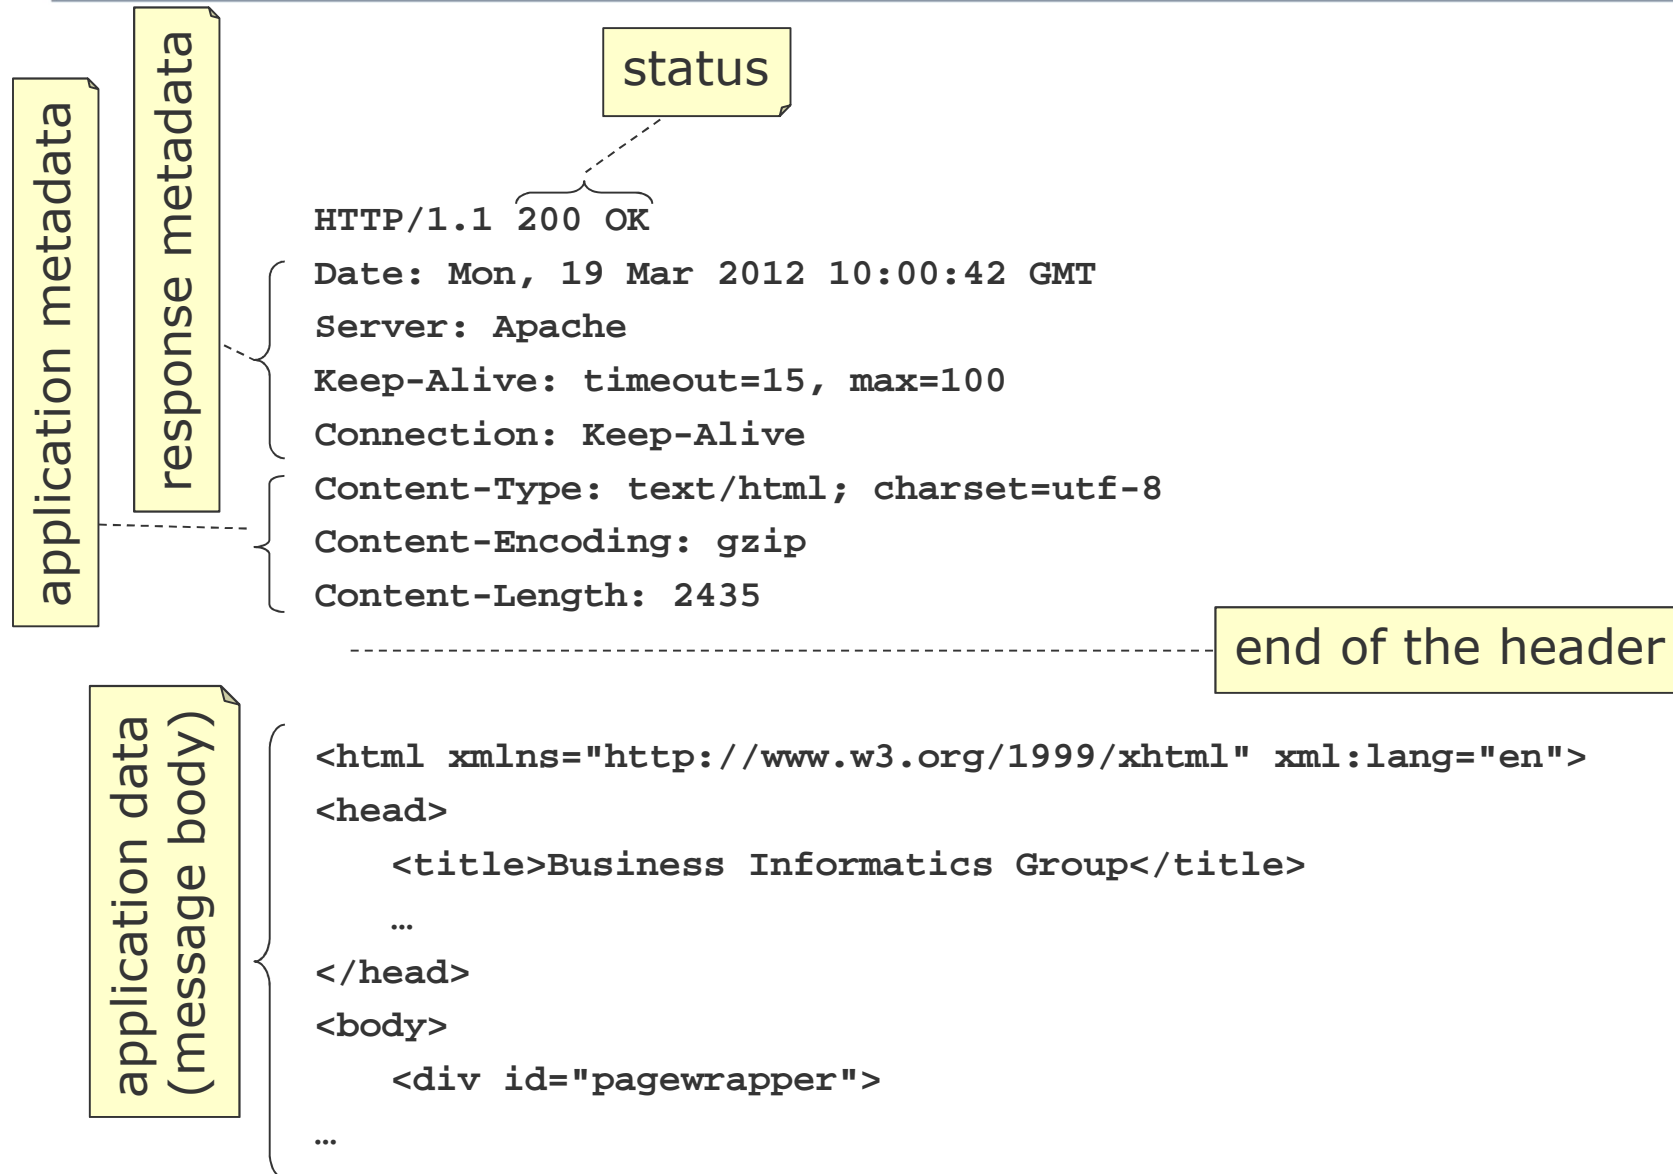 status
response metadata
application metadata
HTTP/1.1 200 OK
Date: Mon, 19 Mar 2012 10:00:42 GMT
Server: Apache
Keep-Alive: timeout=15, max=100
Connection: Keep-Alive
Content-Type: text/html; charset=utf-8
Content-Encoding: gzip
Content-Length: 2435
end of the header
application data
(message body)
<html xmlns="http://www.w3.org/1999/xhtml" xml:lang="en">
<head>
<title>Business Informatics Group</title>
…
</head>
<body>
<div id="pagewrapper">
…